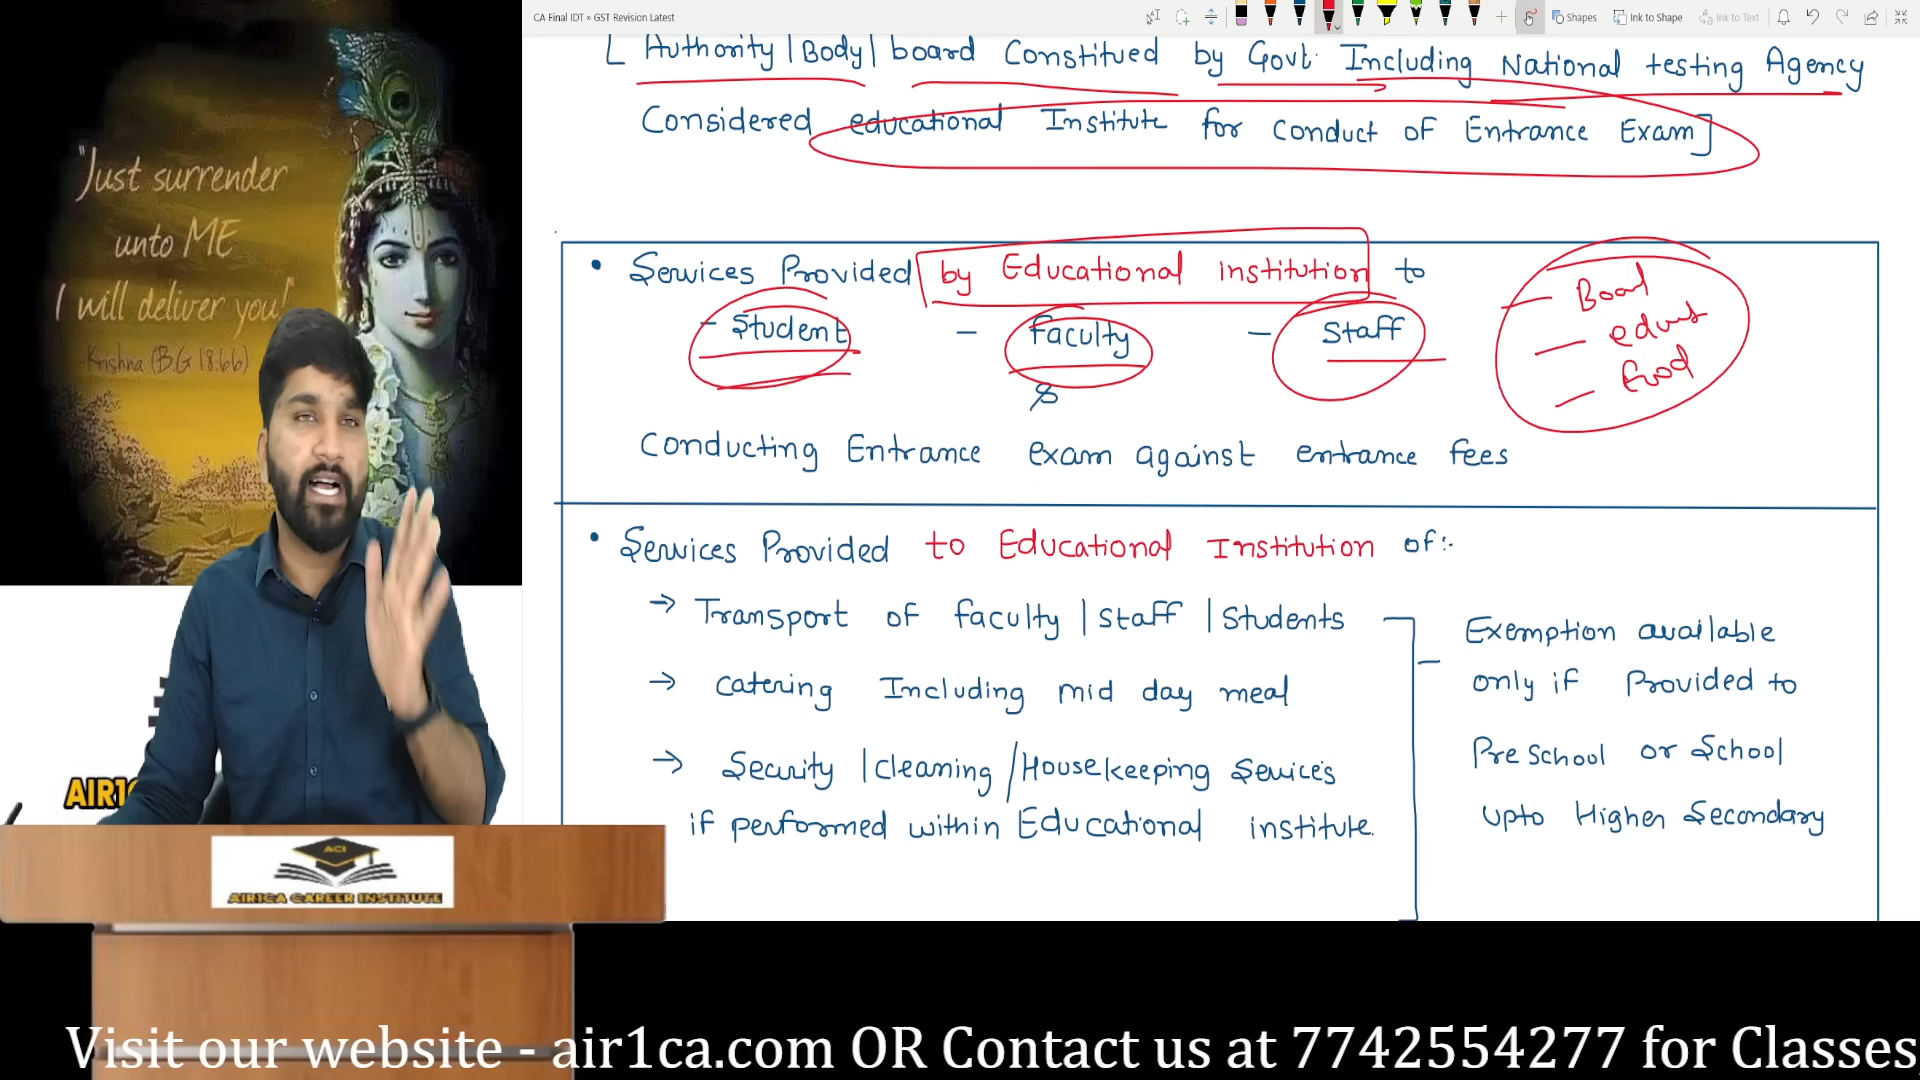 CA Final IDT » GST Revision Latest
Shapes
Ink to Shape
Ink to Text
[ Authority | Body | board Constitued by Govt. Including National testing Agency
Considered educational Institute for conduct of Entrance Exam]
"Just surrender
unto ME
I will deliver you!"
Krishna (B.G 18:66)
• Services Provided by Educational institution to
- Student - faculty - Staff
&
Conducting Entrance exam against entrance fees
- Board
-
- food
• Services Provided to Educational Institution of:-
→ Transport of faculty | Staff | Students
→ Catering Including mid day meal
→ Security | Cleaning / Housekeeping Services
if performed within Educational institute.
Exemption available
only if Provided to
Pre School or School
upto Higher Secondary
AIR1C
ACI
AIR1CA CAREER INSTITUTE
Visit our website - air1ca.com OR Contact us at 7742554277 for Classes